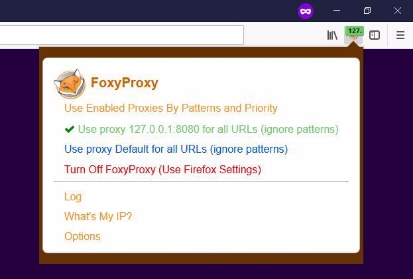 127.
FoxyProxy
Use Enabled Proxies By Patterns and Priority
Use proxy 127.0.0.1:8080 for all URLs (ignore patterns)
Use proxy Default for all URLs (ignore patterns)
Turn Off FoxyProxy (Use Firefox Settings)
Log
What's My IP?
Options